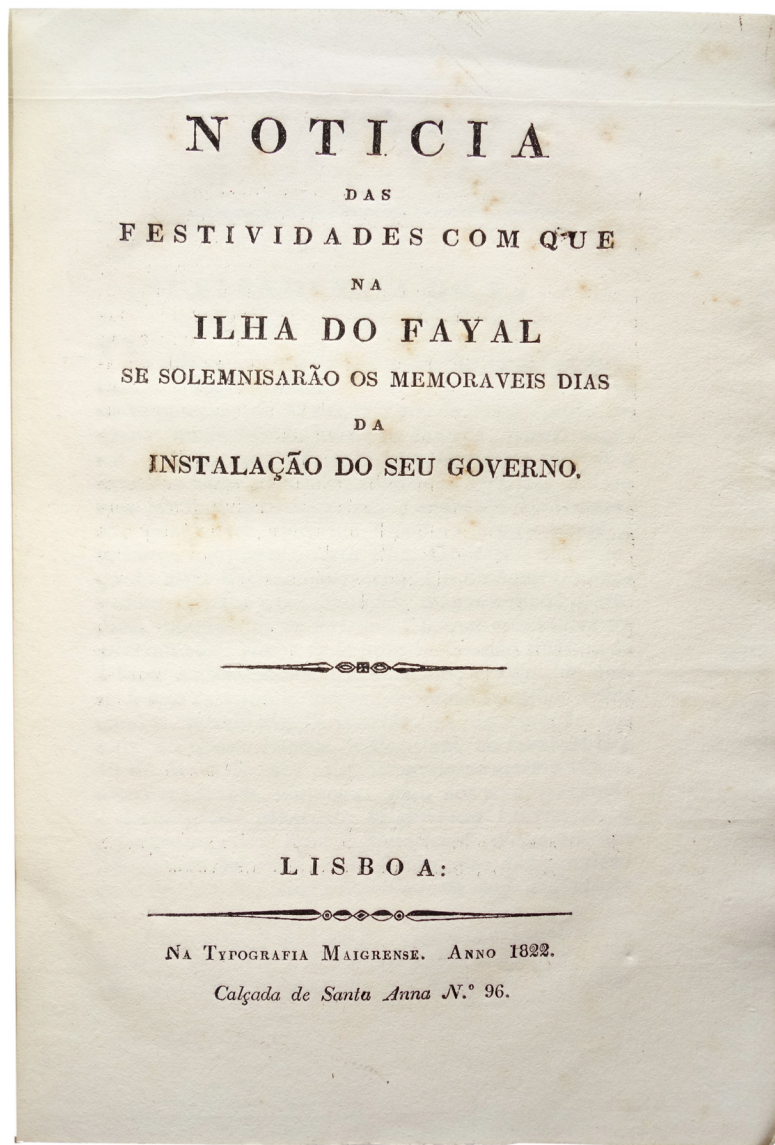 NOTICIA
DAS
FESTIVIDADES COM QUE
NA
ILHA DO FAYAL
SE SOLEMNISARÃO OS MEMORAVEIS DIAS
DA
INSTALAÇÃO DO SEU GOVERNO.
LISBOA:
NA TYPOGRAFIA MAIGRENSE. ANNO 1822.
Calçada de Santa Anna N.º 96.